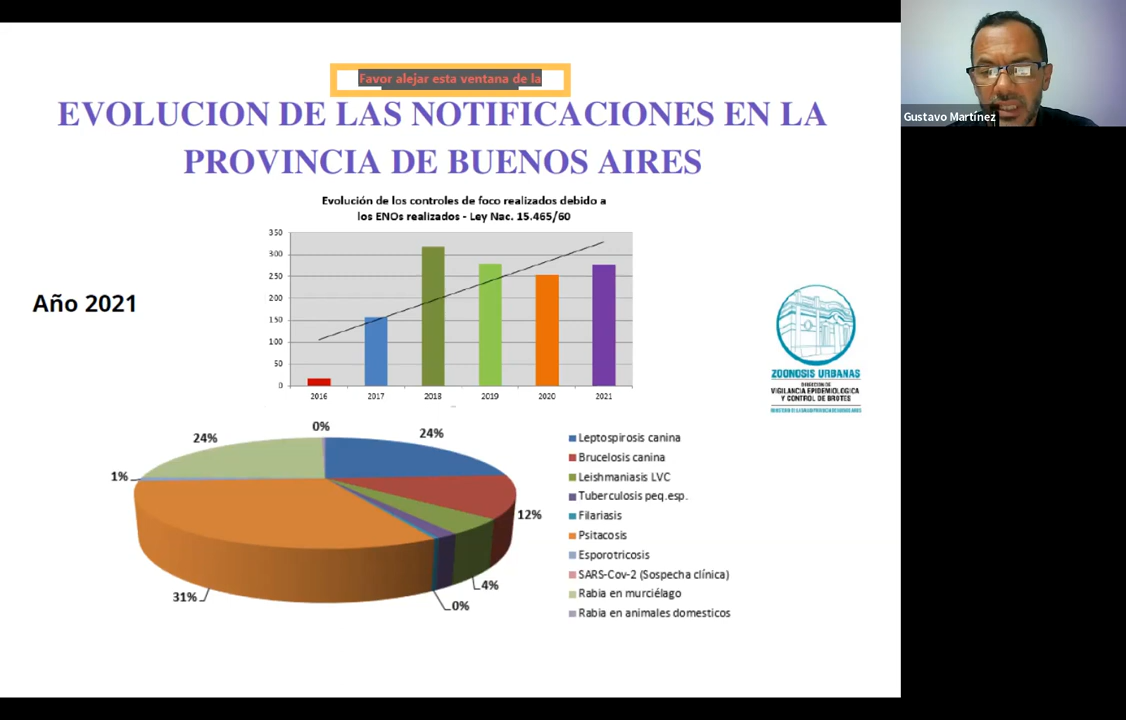 Favor alejar esta ventana de la
EVOLUCION DE LAS NOTIFICACIONES EN LA
PROVINCIA DE BUENOS AIRES
Gustavo Martínez
Evolución de los controles de foco realizados debido a
los ENOs realizados - Ley Nac. 15.465/60
350
300
250
200
150
100
50
0
2016 2017 2018 2019 2020 2021
Año 2021
ZOONOSIS URBANAS
DIRECCIÓN DE
VIGILANCIA EPIDEMIOLOGICA
Y CONTROL DE BROTES
24%
0%
24%
1%
12%
4%
0%
31%
Leptospirosis canina
Brucelosis canina
Leishmaniasis LVC
Tuberculosis peq.esp.
Filariasis
Psitacosis
Esporotricosis
SARS-Cov-2 (Sospecha clínica)
Rabia en murciélago
Rabia en animales domesticos